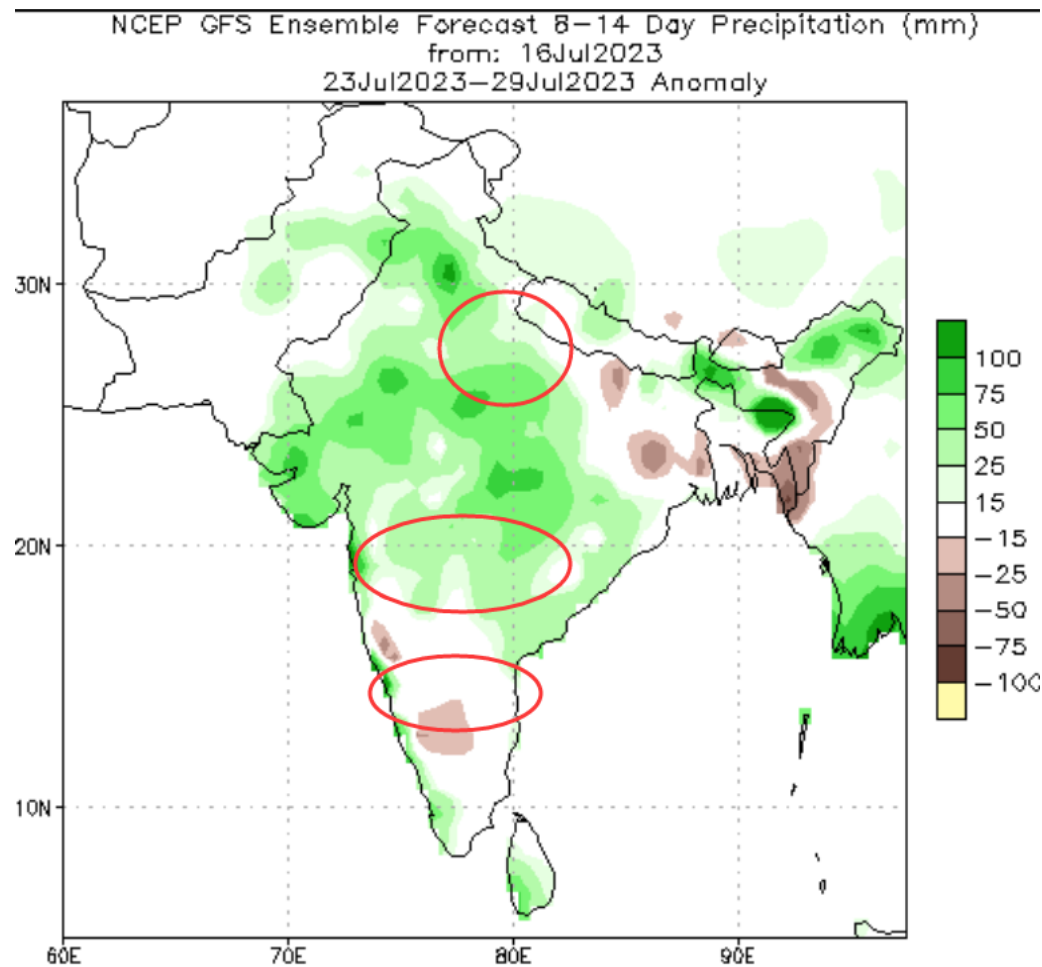 NCEP GFS Ensemble Forecast 8-14 Day Precipitation (mm)
from: 16Jul2023
23Jul2023-29Jul2023 Anomaly
30N
20N
10N
60E
70E
80E
90E
100
75
50
25
15
-15
-25
-50
-75
-100